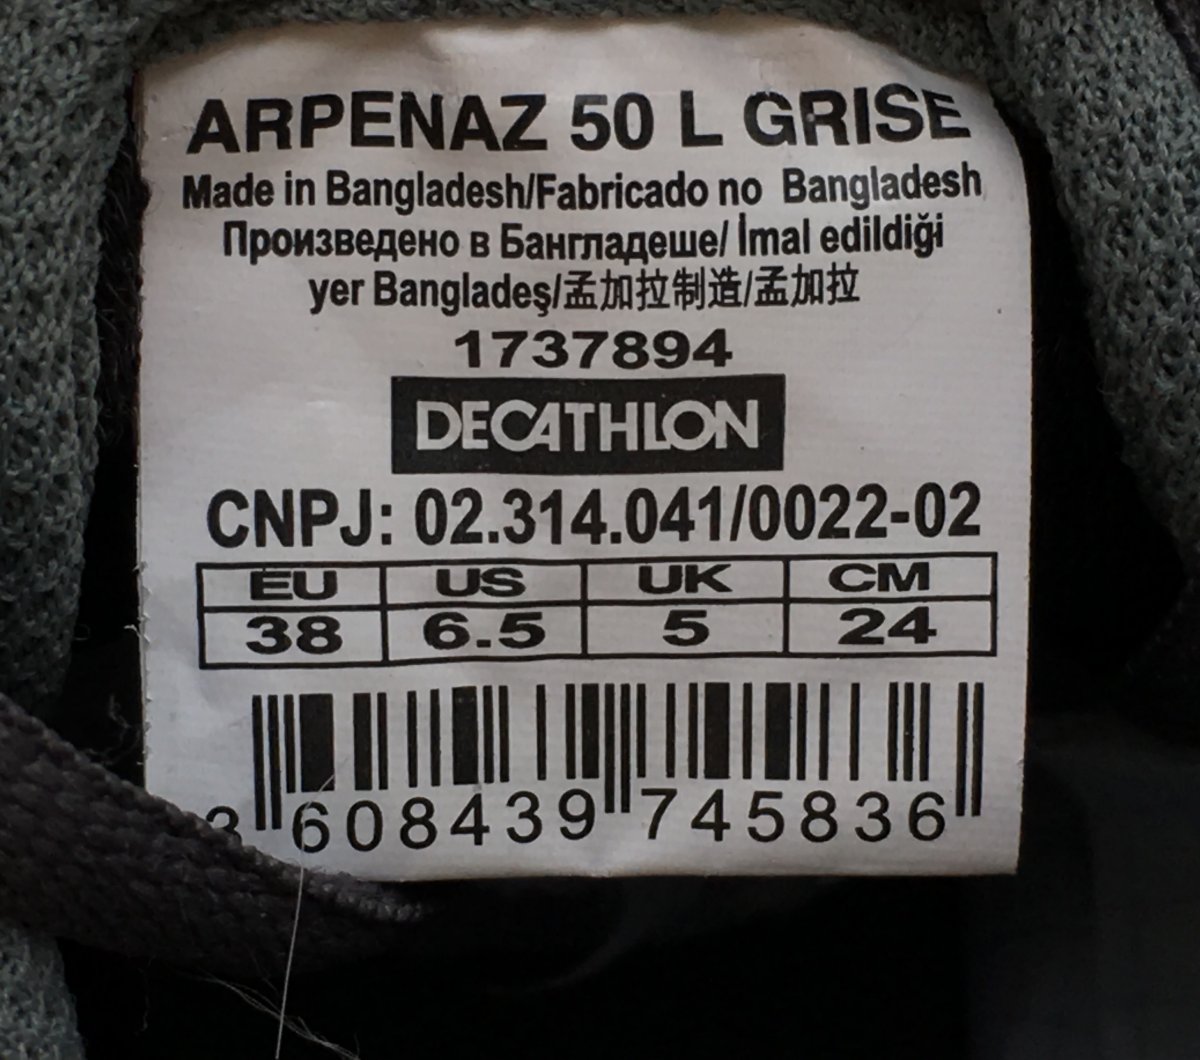 ARPENAZ 50 L GRISE
Made in Bangladesh/Fabricado no Bangladesh
Произведено в Бангладеше/ İmal edildiği
yer Bangladeş/孟加拉制造/孟加拉
1737894
DECATHLON
CNPJ: 02.314.041/0022-02
EU US UK CM
38 6.5 5 24
3 608439 745836